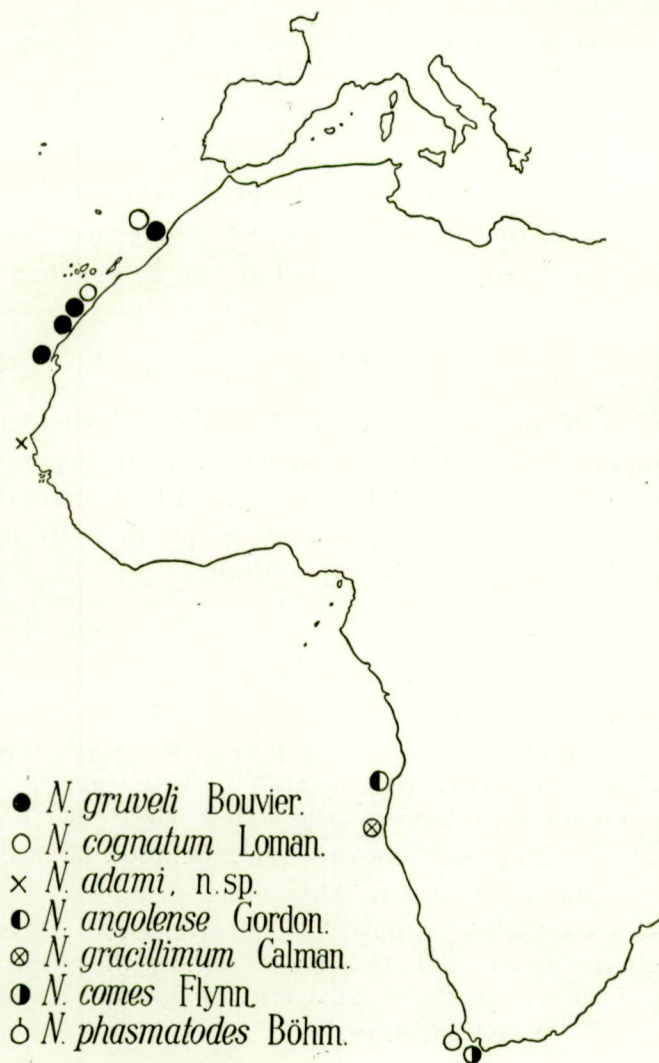 N. gruveli Bouvier.
N. cognatum Loman.
N. adami, n.sp.
N. angolense Gordon.
N. gracillimum Calman.
N. comes Flynn.
N. phasmatodes Böhm.